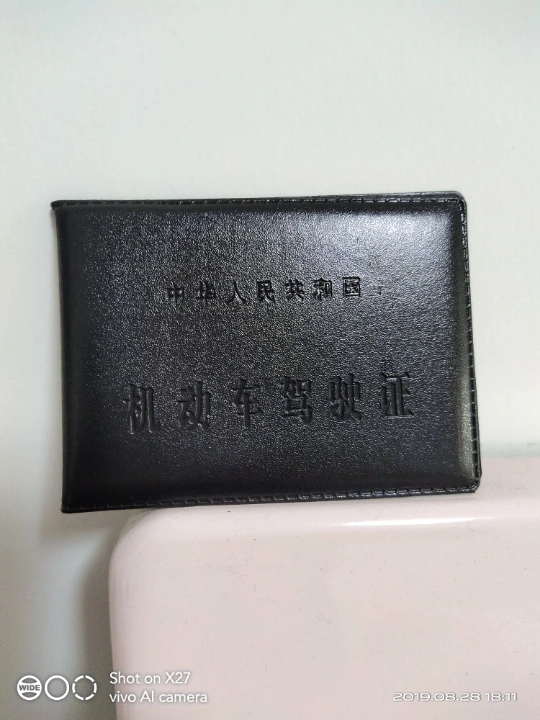 中华人民共和国
机动车驾驶证
WIDE
Shot on X27
vivo AI camera
2019.08.28 18:11